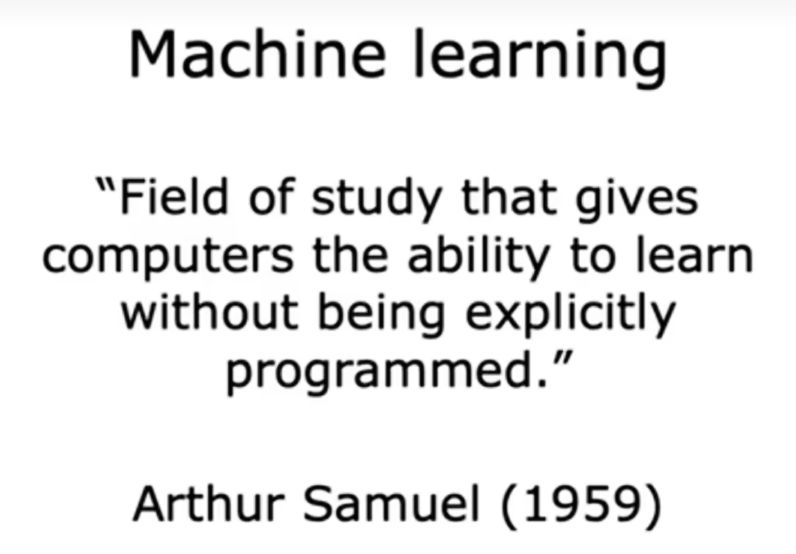 Machine learning
“Field of study that gives
computers the ability to learn
without being explicitly
programmed.”
Arthur Samuel (1959)